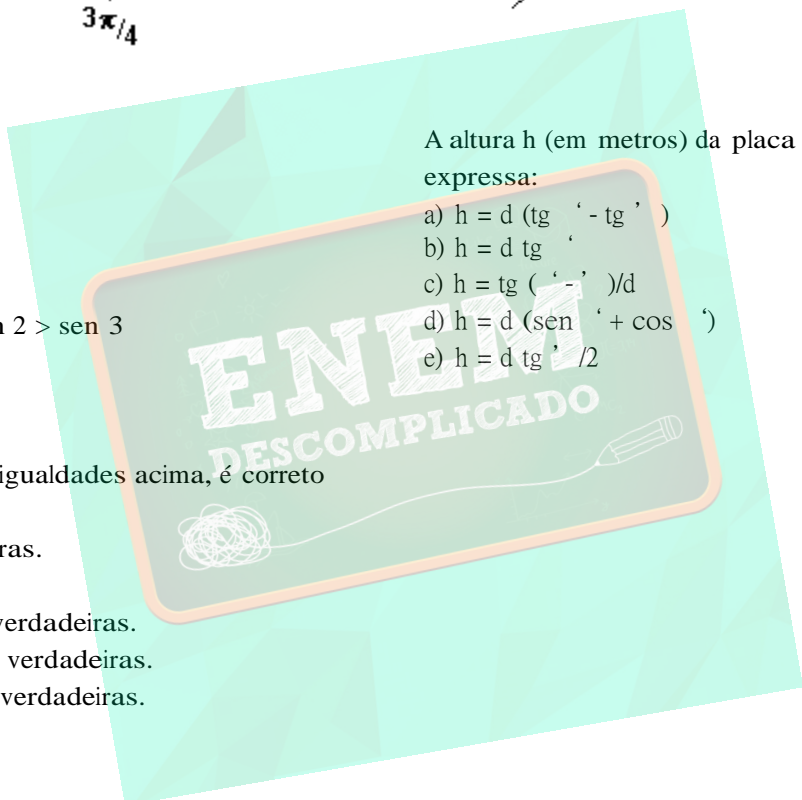 3π/4
A altura h (em metros) da placa
expressa:
a) h = d (tg ‘ - tg ’ )
b) h = d tg ‘
c) h = tg ( ‘ - ’ )/d
d) h = d (sen ‘ + cos ‘)
e) h = d tg ’ /2
2 > sen 3
igualdades acima, é correto
ras.
verdadeiras.
verdadeiras.
verdadeiras.
ENEM
DESCOMPLICADO